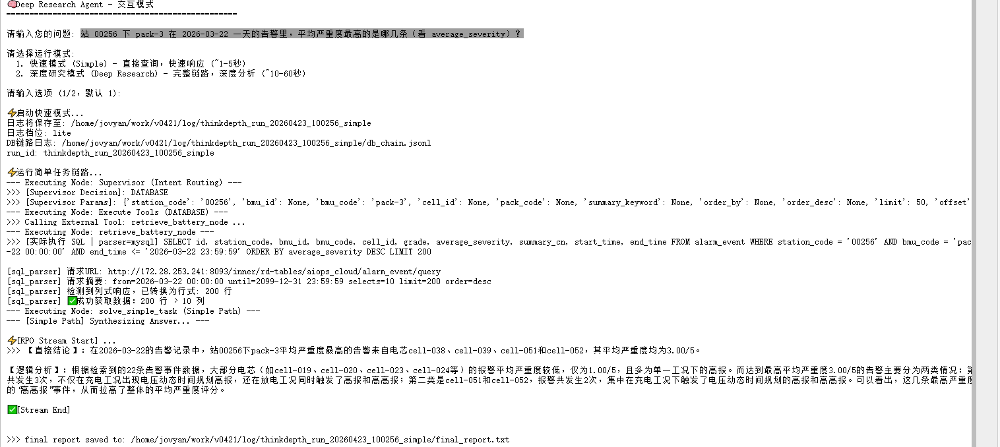 🧠Deep Research Agent - 交互模式
==================================================
请输入您的问题: 站 00256 下 pack-3 在 2026-03-22 一天的告警里，平均严重度最高的是哪几条（看 average_severity）？
请选择运行模式:
1. 快速模式 (Simple) - 直接查询，快速响应 (~1-5秒)
2. 深度研究模式 (Deep Research) - 完整链路，深度分析 (~10-60秒)
请输入选项 (1/2，默认 1):
⚡启动快速模式...
日志将保存至: /home/jovyan/work/v0421/log/thinkdepth_run_20260423_100256_simple
日志档位: lite
DB链路日志: /home/jovyan/work/v0421/log/thinkdepth_run_20260423_100256_simple/db_chain.jsonl
run_id: thinkdepth_run_20260423_100256_simple
⚡运行简单任务链路...
--- Executing Node: Supervisor (Intent Routing) ---
>>> [Supervisor Decision]: DATABASE
>>> [Supervisor Params]: {'station_code': '00256', 'bmu_id': None, 'bmu_code': 'pack-3', 'cell_id': None, 'pack_code': None, 'summary_keyword': None, 'order_by': None, 'order_desc': None, 'limit': 50, 'offset'
--- Executing Node: Execute Tools (DATABASE) ---
>>> Calling External Tool: retrieve_battery_node ...
--- Executing Node: retrieve_battery_node ---
>>> [实际执行 SQL | parser=mysql] SELECT id, station_code, bmu_id, bmu_code, cell_id, grade, average_severity, summary_cn, start_time, end_time FROM alarm_event WHERE station_code = '00256' AND bmu_code = 'pac
-22 00:00:00' AND end_time <= '2026-03-22 23:59:59' ORDER BY average_severity DESC LIMIT 200
[sql_parser] 请求URL: http://172.28.253.241:8093/inner/rd-tables/aiops_cloud/alarm_event/query
[sql_parser] 请求摘要: from=2026-03-22 00:00:00 until=2099-12-31 23:59:59 selects=10 limit=200 order=desc
[sql_parser] 检测到列式响应，已转换为行式: 200 行
[sql_parser] ✅成功获取数据: 200 行 > 10 列
--- Executing Node: solve_simple_task (Simple Path) ---
--- [Simple Path] Synthesizing Answer... ---
⚡[RPO Stream Start] ...
>>> 【直接结论】: 在2026-03-22的告警记录中，站00256下pack-3平均严重度最高的告警来自电芯cell-038、cell-039、cell-051和cell-052，其平均严重度均为3.00/5。
【逻辑分析】: 根据检索到的22条告警事件数据，大部分电芯（如cell-019、cell-020、cell-023、cell-024等）的报警平均严重度较低，仅为1.00/5，且多为单一工况下的高报。而达到最高平均严重度3.00/5的告警主要分为两类情况: 第
共发生3次，不仅在充电工况出现电压动态时间规划高报，还在放电工况同时触发了高报和高高报；第二类是cell-051和cell-052，报警共发生2次，集中在充电工况下触发了电压动态时间规划的高报和高高报。可以看出，这几条最高严重度
的“高高报”事件，从而拉高了整体的平均严重度评分。
✅[Stream End]
>>> final report saved to: /home/jovyan/work/v0421/log/thinkdepth_run_20260423_100256_simple/final_report.txt